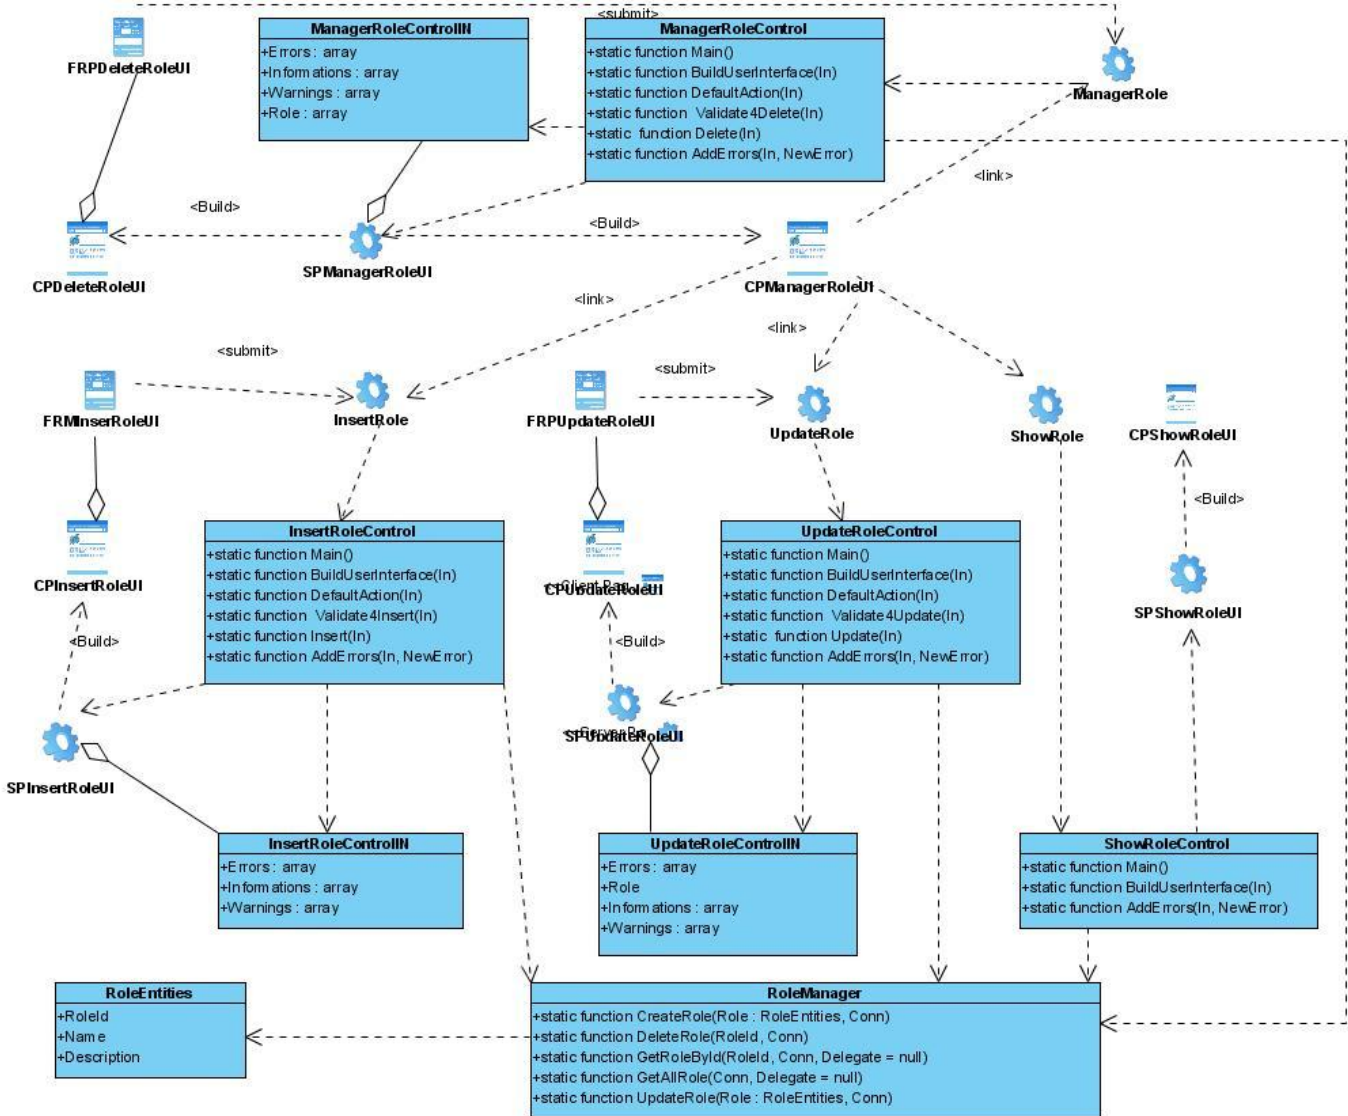 <submit>
FRPDeleteRoleUI
ManagerRoleControlIN
+Errors : array
+Informations : array
+Warnings : array
+Role : array
ManagerRoleControl
+static function Main()
+static function BuildUserInterface(In)
+static function DefaultAction(In)
+static function Validate4Delete(In)
+static function Delete(In)
+static function AddErrors(In, NewError)
ManagerRole
<link>
<Build>
<Build>
CPDeleteRoleUI
SPManagerRoleUI
CPManagerRoleUI
<link>
<link>
<submit>
<submit>
FRMInserRoleUI
InsertRole
FRPUpdateRoleUI
UpdateRole
ShowRole
CPShowRoleUI
<Build>
InsertRoleControl
+static function Main()
+static function BuildUserInterface(In)
+static function DefaultAction(In)
+static function Validate4Insert(In)
+static function Insert(In)
+static function AddErrors(In, NewError)
UpdateRoleControl
+static function Main()
+static function BuildUserInterface(In)
+static function DefaultAction(In)
+static function Validate4Update(In)
+static function Update(In)
+static function AddErrors(In, NewError)
CPInsertRoleUI
CPUpdateRoleUI
SPShowRoleUI
<Build>
<Build>
SPInsertRoleUI
SPUpdateRoleUI
InsertRoleControlIN
+Errors : array
+Informations : array
+Warnings : array
UpdateRoleControlIN
+Errors : array
+Role
+Informations : array
+Warnings : array
ShowRoleControl
+static function Main()
+static function BuildUserInterface(In)
+static function AddErrors(In, NewError)
RoleEntities
+RoleId
+Name
+Description
RoleManager
+static function CreateRole(Role : RoleEntities, Conn)
+static function DeleteRole(RoleId, Conn)
+static function GetRoleById(RoleId, Conn, Delegate = null)
+static function GetAllRole(Conn, Delegate = null)
+static function UpdateRole(Role : RoleEntities, Conn)